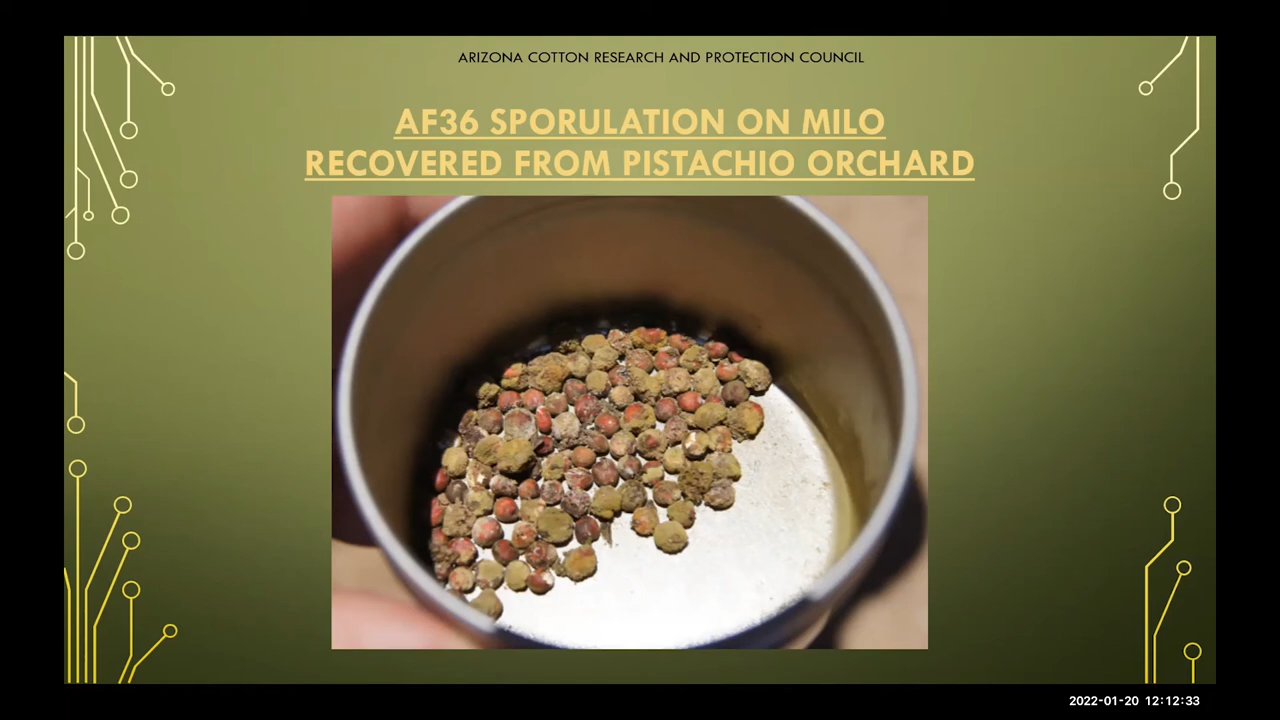 ARIZONA COTTON RESEARCH AND PROTECTION COUNCIL
AF36 SPORULATION ON MILO
RECOVERED FROM PISTACHIO ORCHARD
2022-01-20 12:12:33